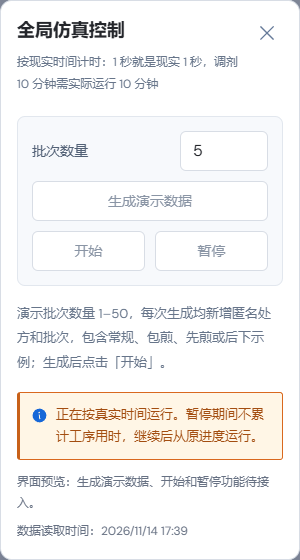 全局仿真控制
按现实时间计时：1 秒就是现实 1 秒，调剂
10 分钟需实际运行 10 分钟
批次数量
5
生成演示数据
开始
暂停
演示批次数量 1–50，每次生成均新增匿名处
方和批次，包含常规、包煎、先煎或后下示
例；生成后点击「开始」。
正在按真实时间运行。暂停期间不累
计工序用时，继续后从原进度运行。
界面预览：生成演示数据、开始和暂停功能待接
入。
数据读取时间：2026/11/14 17:39